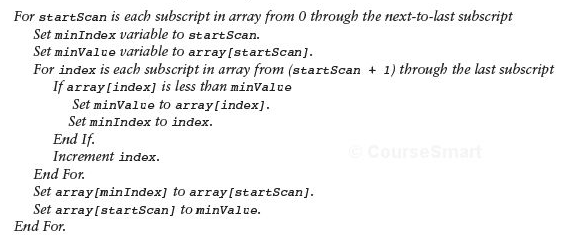 For startScan is each subscript in array from 0 through the next-to-last subscript
Set minIndex variable to startScan.
Set minValue variable to array[startScan].
For index is each subscript in array from (startScan + 1) through the last subscript
If array[index] is less than minValue
Set minValue to array[index].
Set minIndex to index.
End If.
Increment index.
© CourseSmart
End For.
Set array[minIndex] to array[startScan].
Set array[startScan] to minValue.
End For.